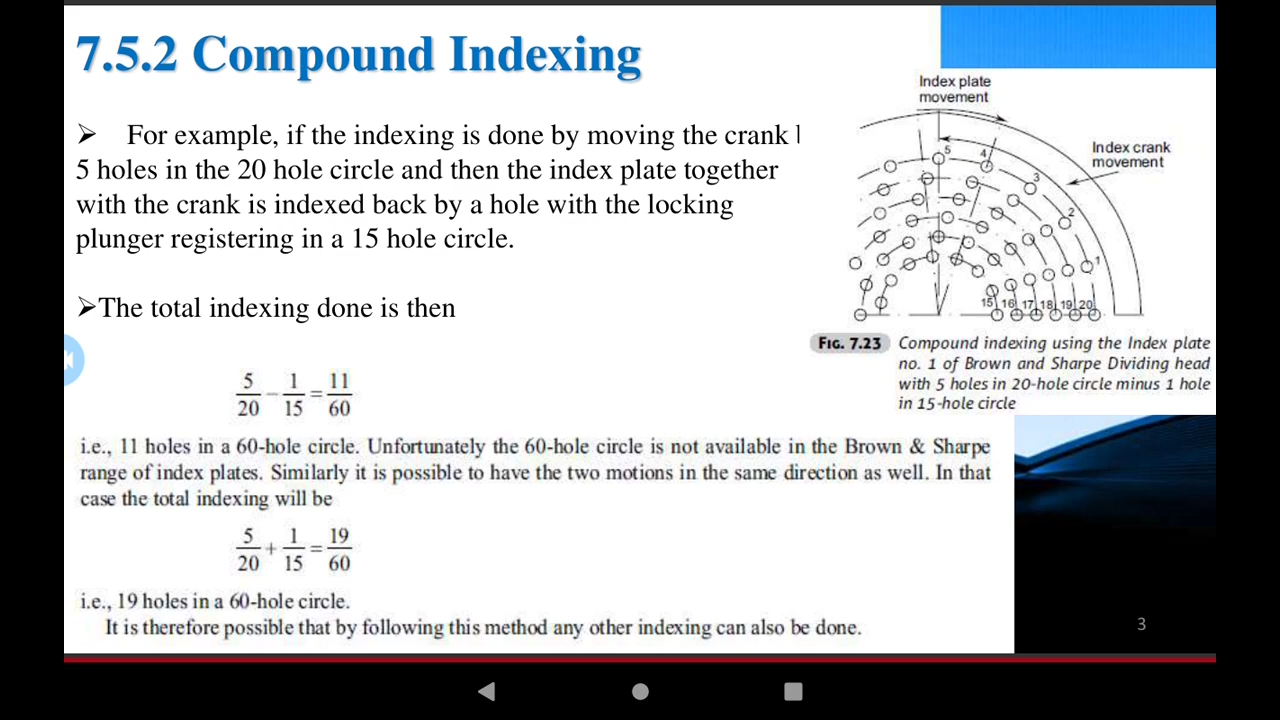 7.5.2 Compound Indexing
➢ For example, if the indexing is done by moving the crank
5 holes in the 20 hole circle and then the index plate together
with the crank is indexed back by a hole with the locking
plunger registering in a 15 hole circle.
➢The total indexing done is then
5/20 − 1/15 = 11/60
i.e., 11 holes in a 60-hole circle. Unfortunately the 60-hole circle is not available in the Brown & Sharpe
range of index plates. Similarly it is possible to have the two motions in the same direction as well. In that
case the total indexing will be
5/20 + 1/15 = 19/60
i.e., 19 holes in a 60-hole circle.
It is therefore possible that by following this method any other indexing can also be done.
Index plate
movement
Index crank
movement
5
4
3
2
1
15 16 17 18 19 20
FIG. 7.23 Compound indexing using the Index plate
no. 1 of Brown and Sharpe Dividing head
with 5 holes in 20-hole circle minus 1 hole
in 15-hole circle
3